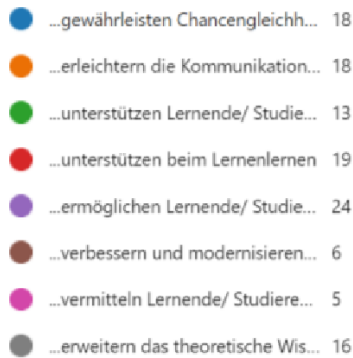 ...gewährleisten Chancengleichh... 18
...erleichtern die Kommunikation... 18
...unterstützen Lernende/ Studie... 13
...unterstützen beim Lernenlernen 19
...ermöglichen Lernende/ Studie... 24
...verbessern und modernisieren... 6
...vermitteln Lernende/ Studiere... 5
...erweitern das theoretische Wis... 16